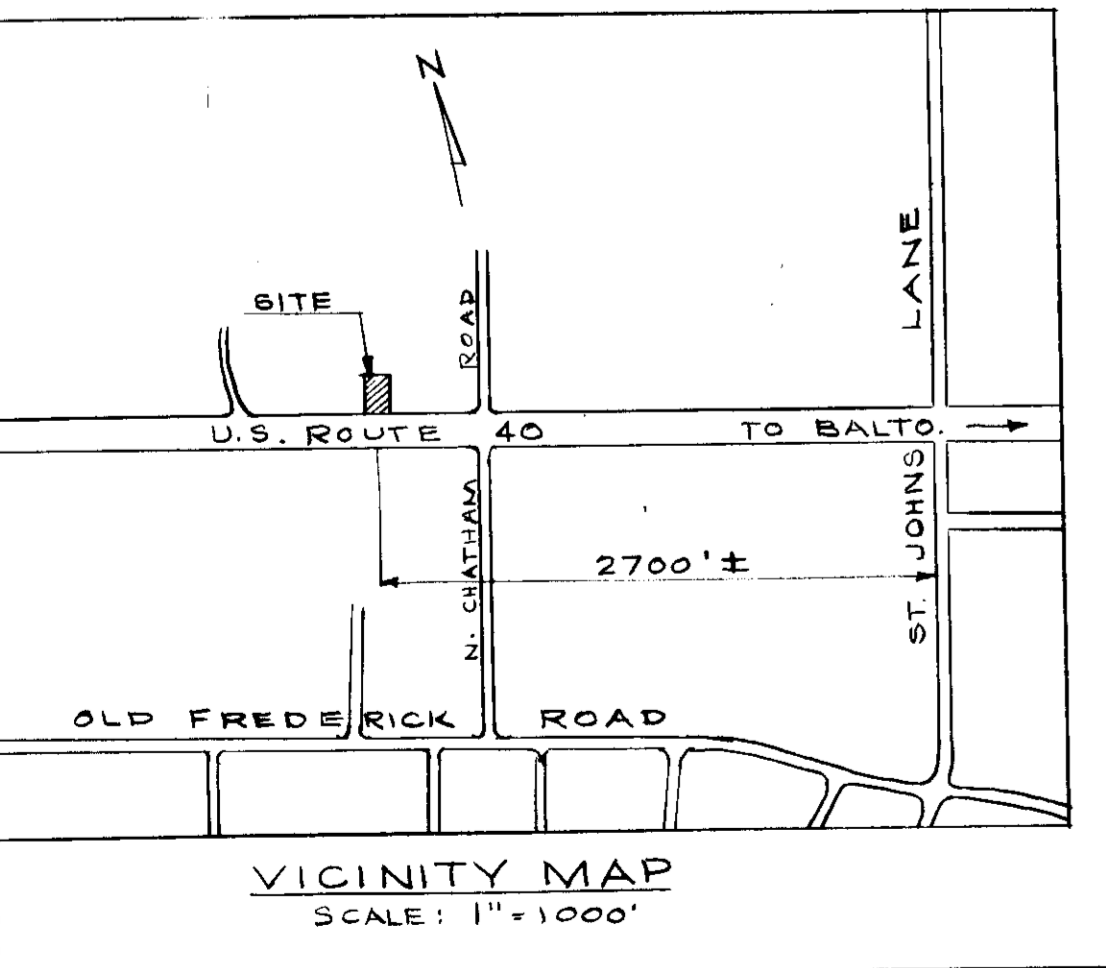 N
LANE
SITE
ROAD
U.S. ROUTE 40 TO BALTO.
N. CHATHAM
ST. JOHNS
2700'±
OLD FREDERICK ROAD
VICINITY MAP
SCALE: 1"=1000'